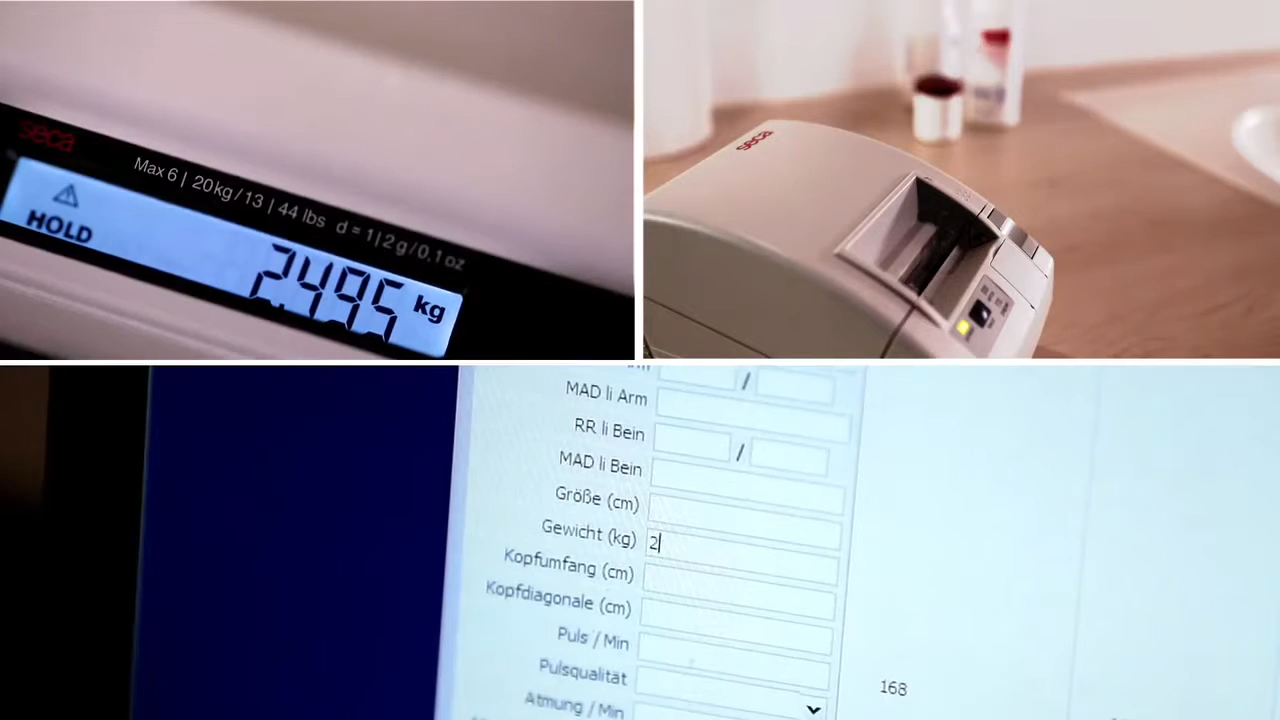 seca
Max 6 | 20kg/13 | 44 lbs d=1|2g/0,1oz
HOLD
2.495 kg
seca
/
MAD li Arm
RR li Bein /
MAD li Bein
Größe (cm)
Gewicht (kg) 2
Kopfumfang (cm)
Kopfdiagonale (cm)
Puls / Min
Pulsqualität
168
Atmung / Min